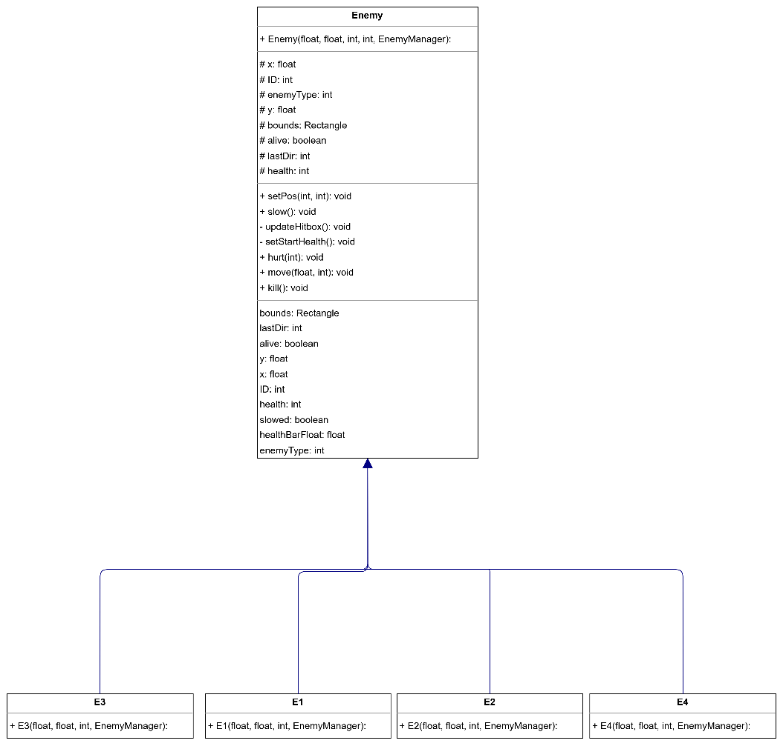 Enemy
+ Enemy(float, float, int, int, EnemyManager):
# x: float
# ID: int
# enemyType: int
# y: float
# bounds: Rectangle
# alive: boolean
# lastDir: int
# health: int
+ setPos(int, int): void
+ slow(): void
- updateHitbox(): void
- setStartHealth(): void
+ hurt(int): void
+ move(float, int): void
+ kill(): void
bounds: Rectangle
lastDir: int
alive: boolean
y: float
x: float
ID: int
health: int
slowed: boolean
healthBarFloat: float
enemyType: int
E3
+ E3(float, float, int, EnemyManager):
E1
+ E1(float, float, int, EnemyManager):
E2
+ E2(float, float, int, EnemyManager):
E4
+ E4(float, float, int, EnemyManager):